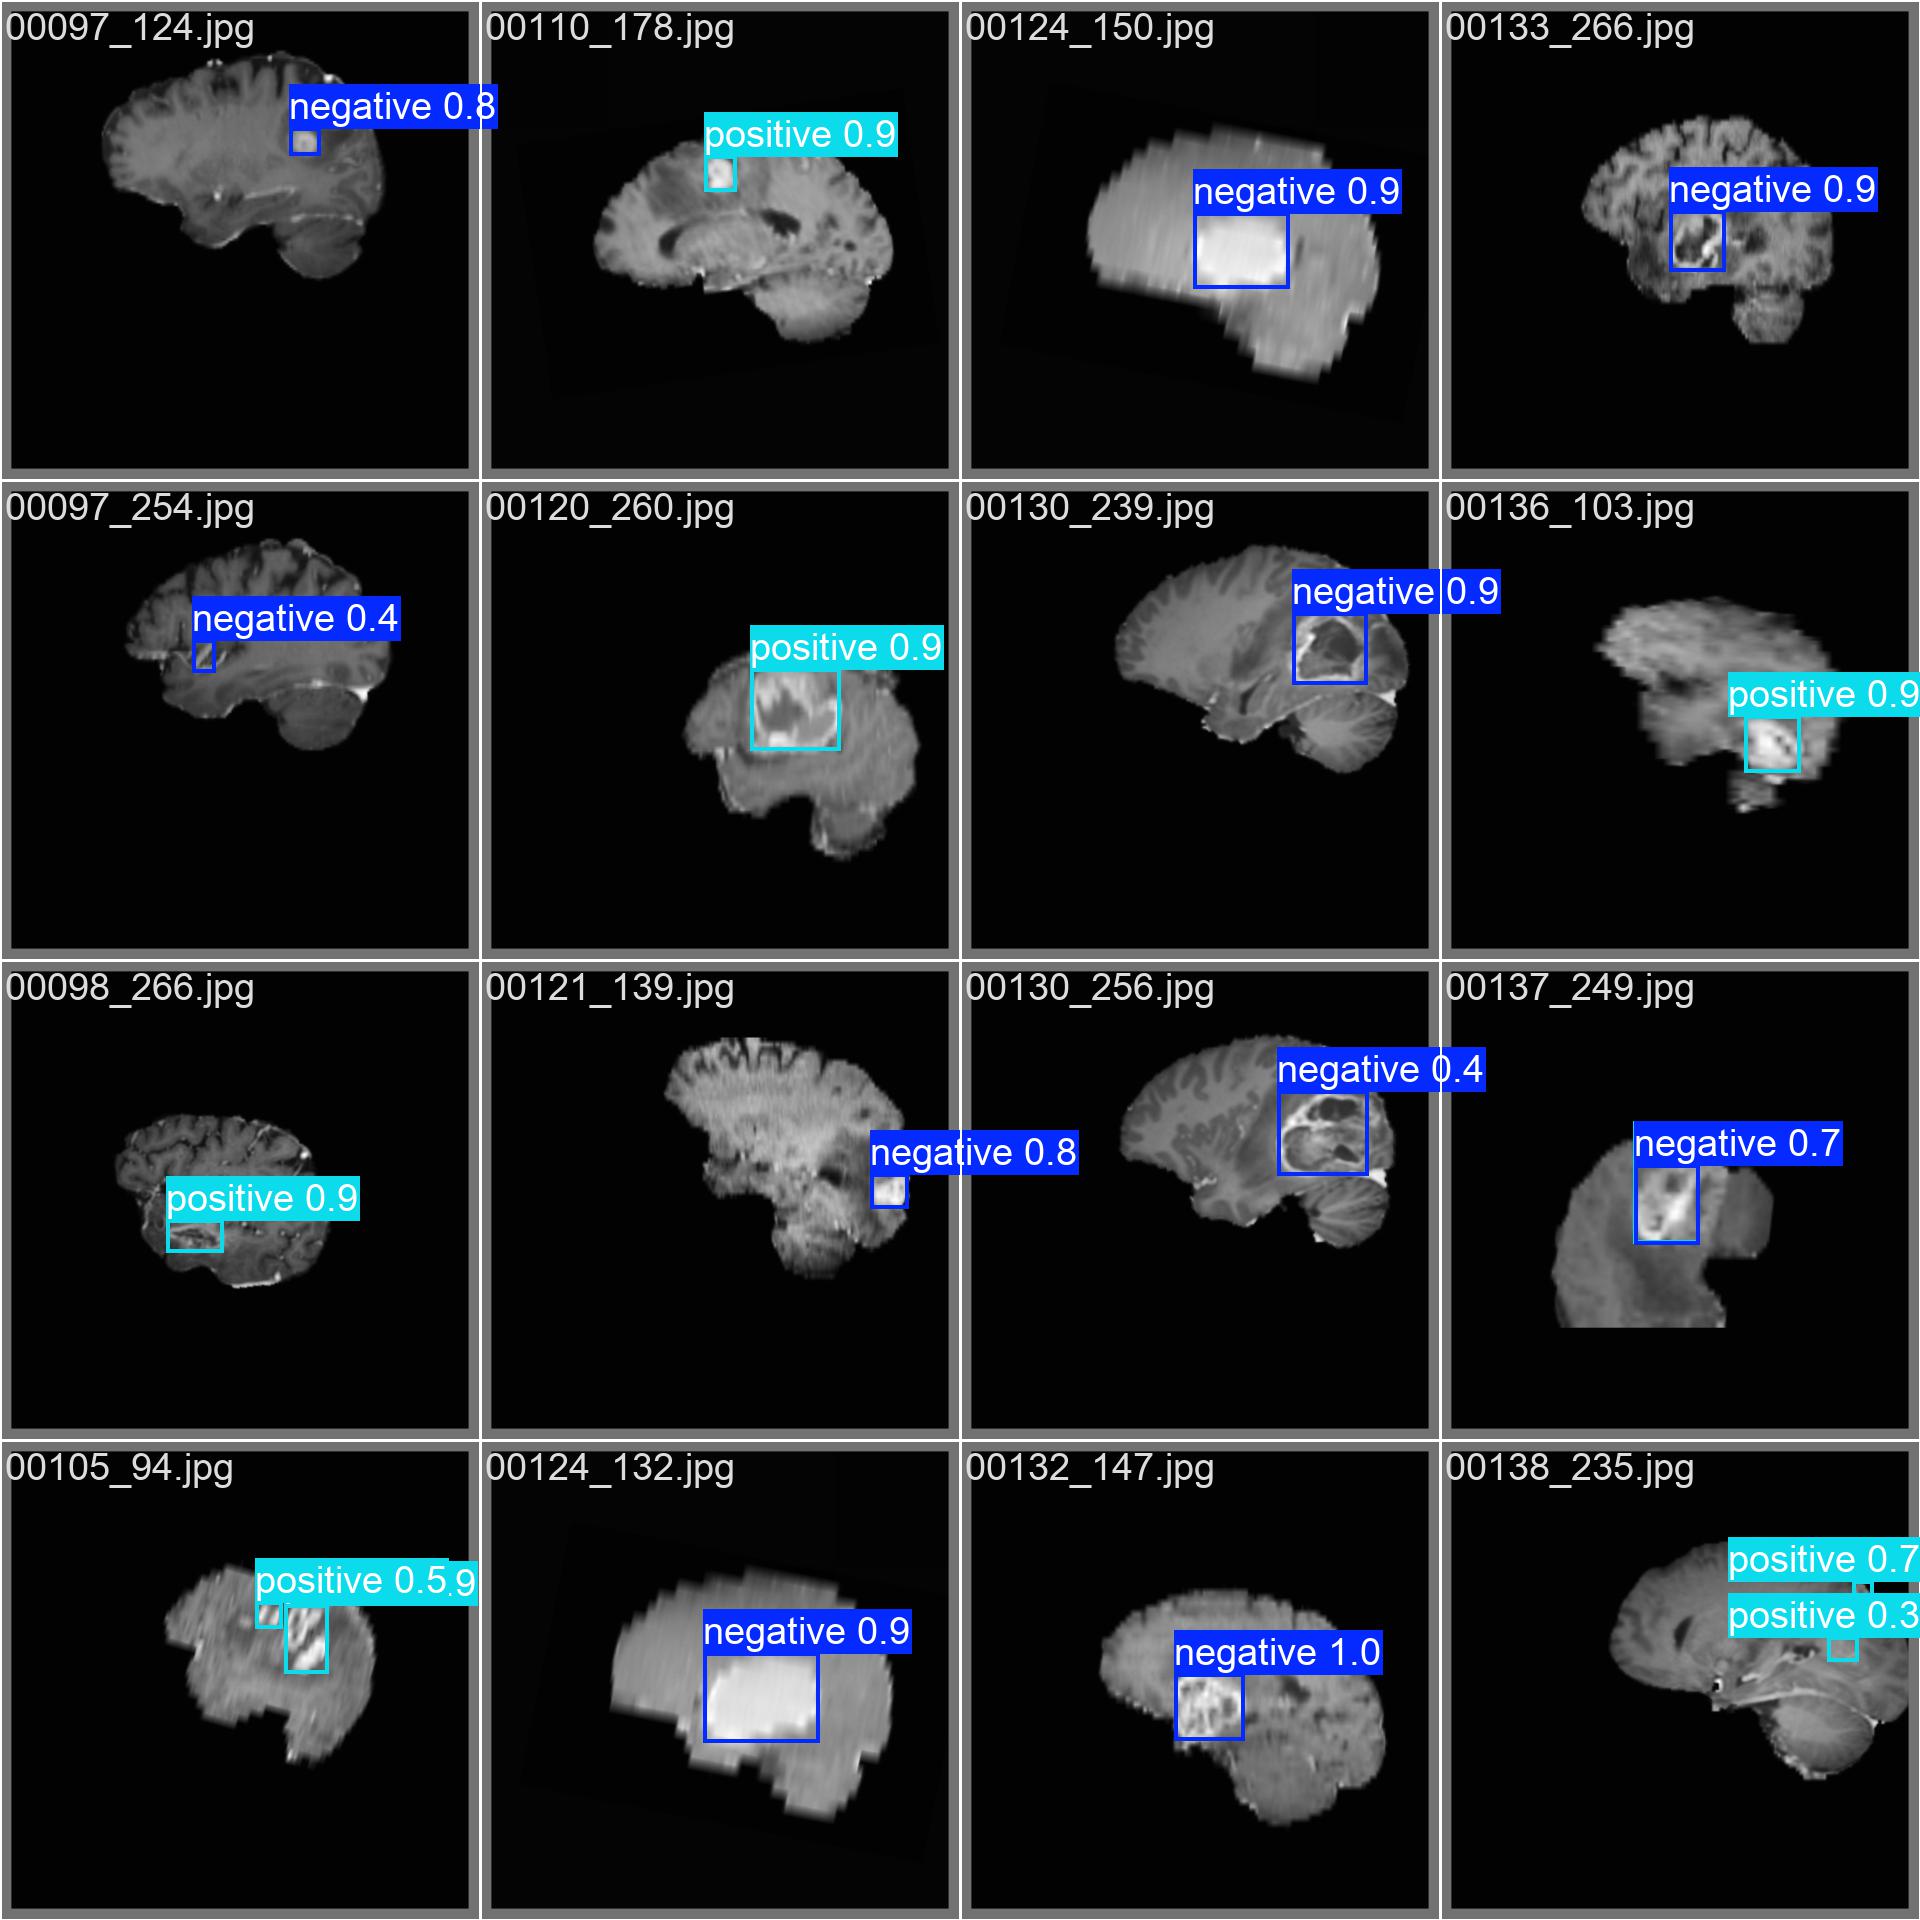 00097_124.jpg
negative 0.8
00110_178.jpg
positive 0.9
00124_150.jpg
negative 0.9
00133_266.jpg
negative 0.9
00097_254.jpg
negative 0.4
00120_260.jpg
positive 0.9
00130_239.jpg
negative 0.9
00136_103.jpg
positive 0.9
00098_266.jpg
positive 0.9
00121_139.jpg
negative 0.8
00130_256.jpg
negative 0.4
00137_249.jpg
negative 0.7
00105_94.jpg
positive 0.5
.9
00124_132.jpg
negative 0.9
00132_147.jpg
negative 1.0
00138_235.jpg
positive 0.7
positive 0.3